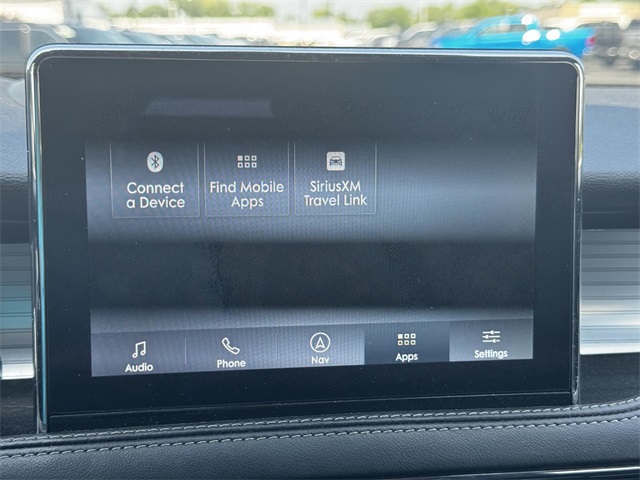 Connect
a Device
Find Mobile
Apps
SiriusXM
Travel Link
Audio
Phone
Nav
Apps
Settings